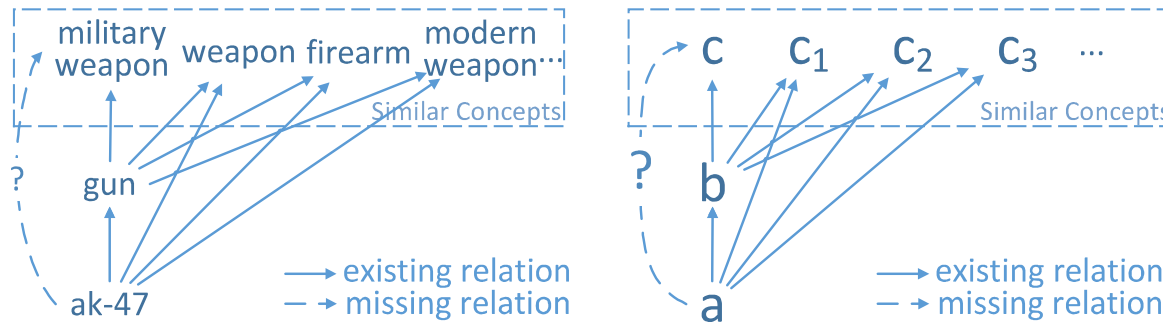 military
weapon
weapon
firearm
modern
weapon...
Similar Concepts
?
gun
ak-47
existing relation
missing relation
c
c1
c2
c3
...
Similar Concepts
?
b
a
existing relation
missing relation